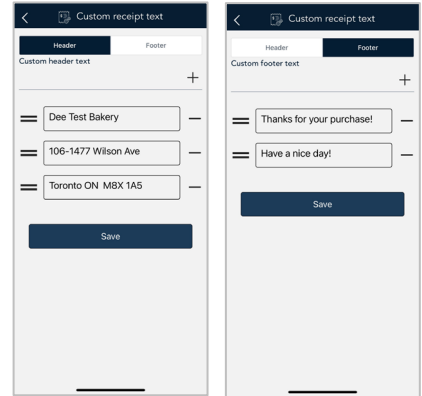 Custom receipt text
Header Footer
Custom header text
Dee Test Bakery
106-1477 Wilson Ave
Toronto ON M8X 1A5
Save
Custom receipt text
Header Footer
Custom footer text
Thanks for your purchase!
Have a nice day!
Save